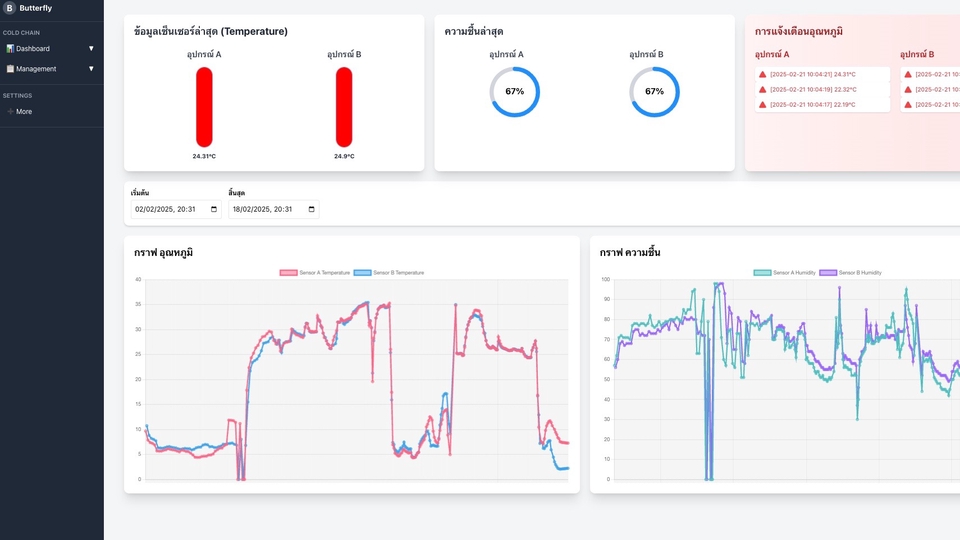 B Butterfly
COLD CHAIN
Dashboard ▼
Management ▼
SETTINGS
More
ข้อมูลเซ็นเซอร์ล่าสุด (Temperature)
อุปกรณ์ A
อุปกรณ์ B
24.31°C
24.9°C
ความชื้นล่าสุด
อุปกรณ์ A
อุปกรณ์ B
67%
67%
การแจ้งเตือนอุณหภูมิ
อุปกรณ์ A
อุปกรณ์ B
[2025-02-21 10:04:21] 24.31°C
[2025-02-21 10:
[2025-02-21 10:04:19] 22.32°C
[2025-02-21 10:
[2025-02-21 10:04:17] 22.19°C
[2025-02-21 10:
เริ่มต้น
สิ้นสุด
02/02/2025, 20:31
18/02/2025, 20:31
กราฟ อุณหภูมิ
Sensor A Temperature
Sensor B Temperature
40
35
30
25
20
15
10
5
0
กราฟ ความชื้น
Sensor A Humidity
Sensor B Humidity
100
90
80
70
60
50
40
30
20
10
0